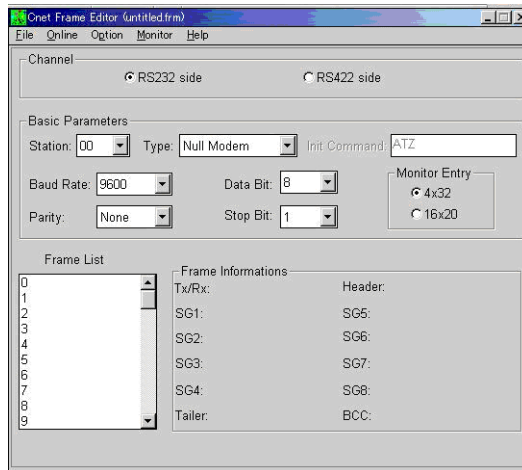 Cnet Frame Editor (untitled.frm)
File Online Option Monitor Help
Channel
RS232 side RS422 side
Basic Parameters
Station: 00 Type: Null Modem Init Command: ATZ
Baud Rate: 9600 Data Bit: 8 Monitor Entry
4x32
Parity: None Stop Bit: 1 16x20
Frame List
Frame Informations
0 Tx/Rx: Header:
1
2 SG1: SG5:
3 SG2: SG6:
4
5 SG3: SG7:
6
7 SG4: SG8:
8
9 Tailer: BCC: